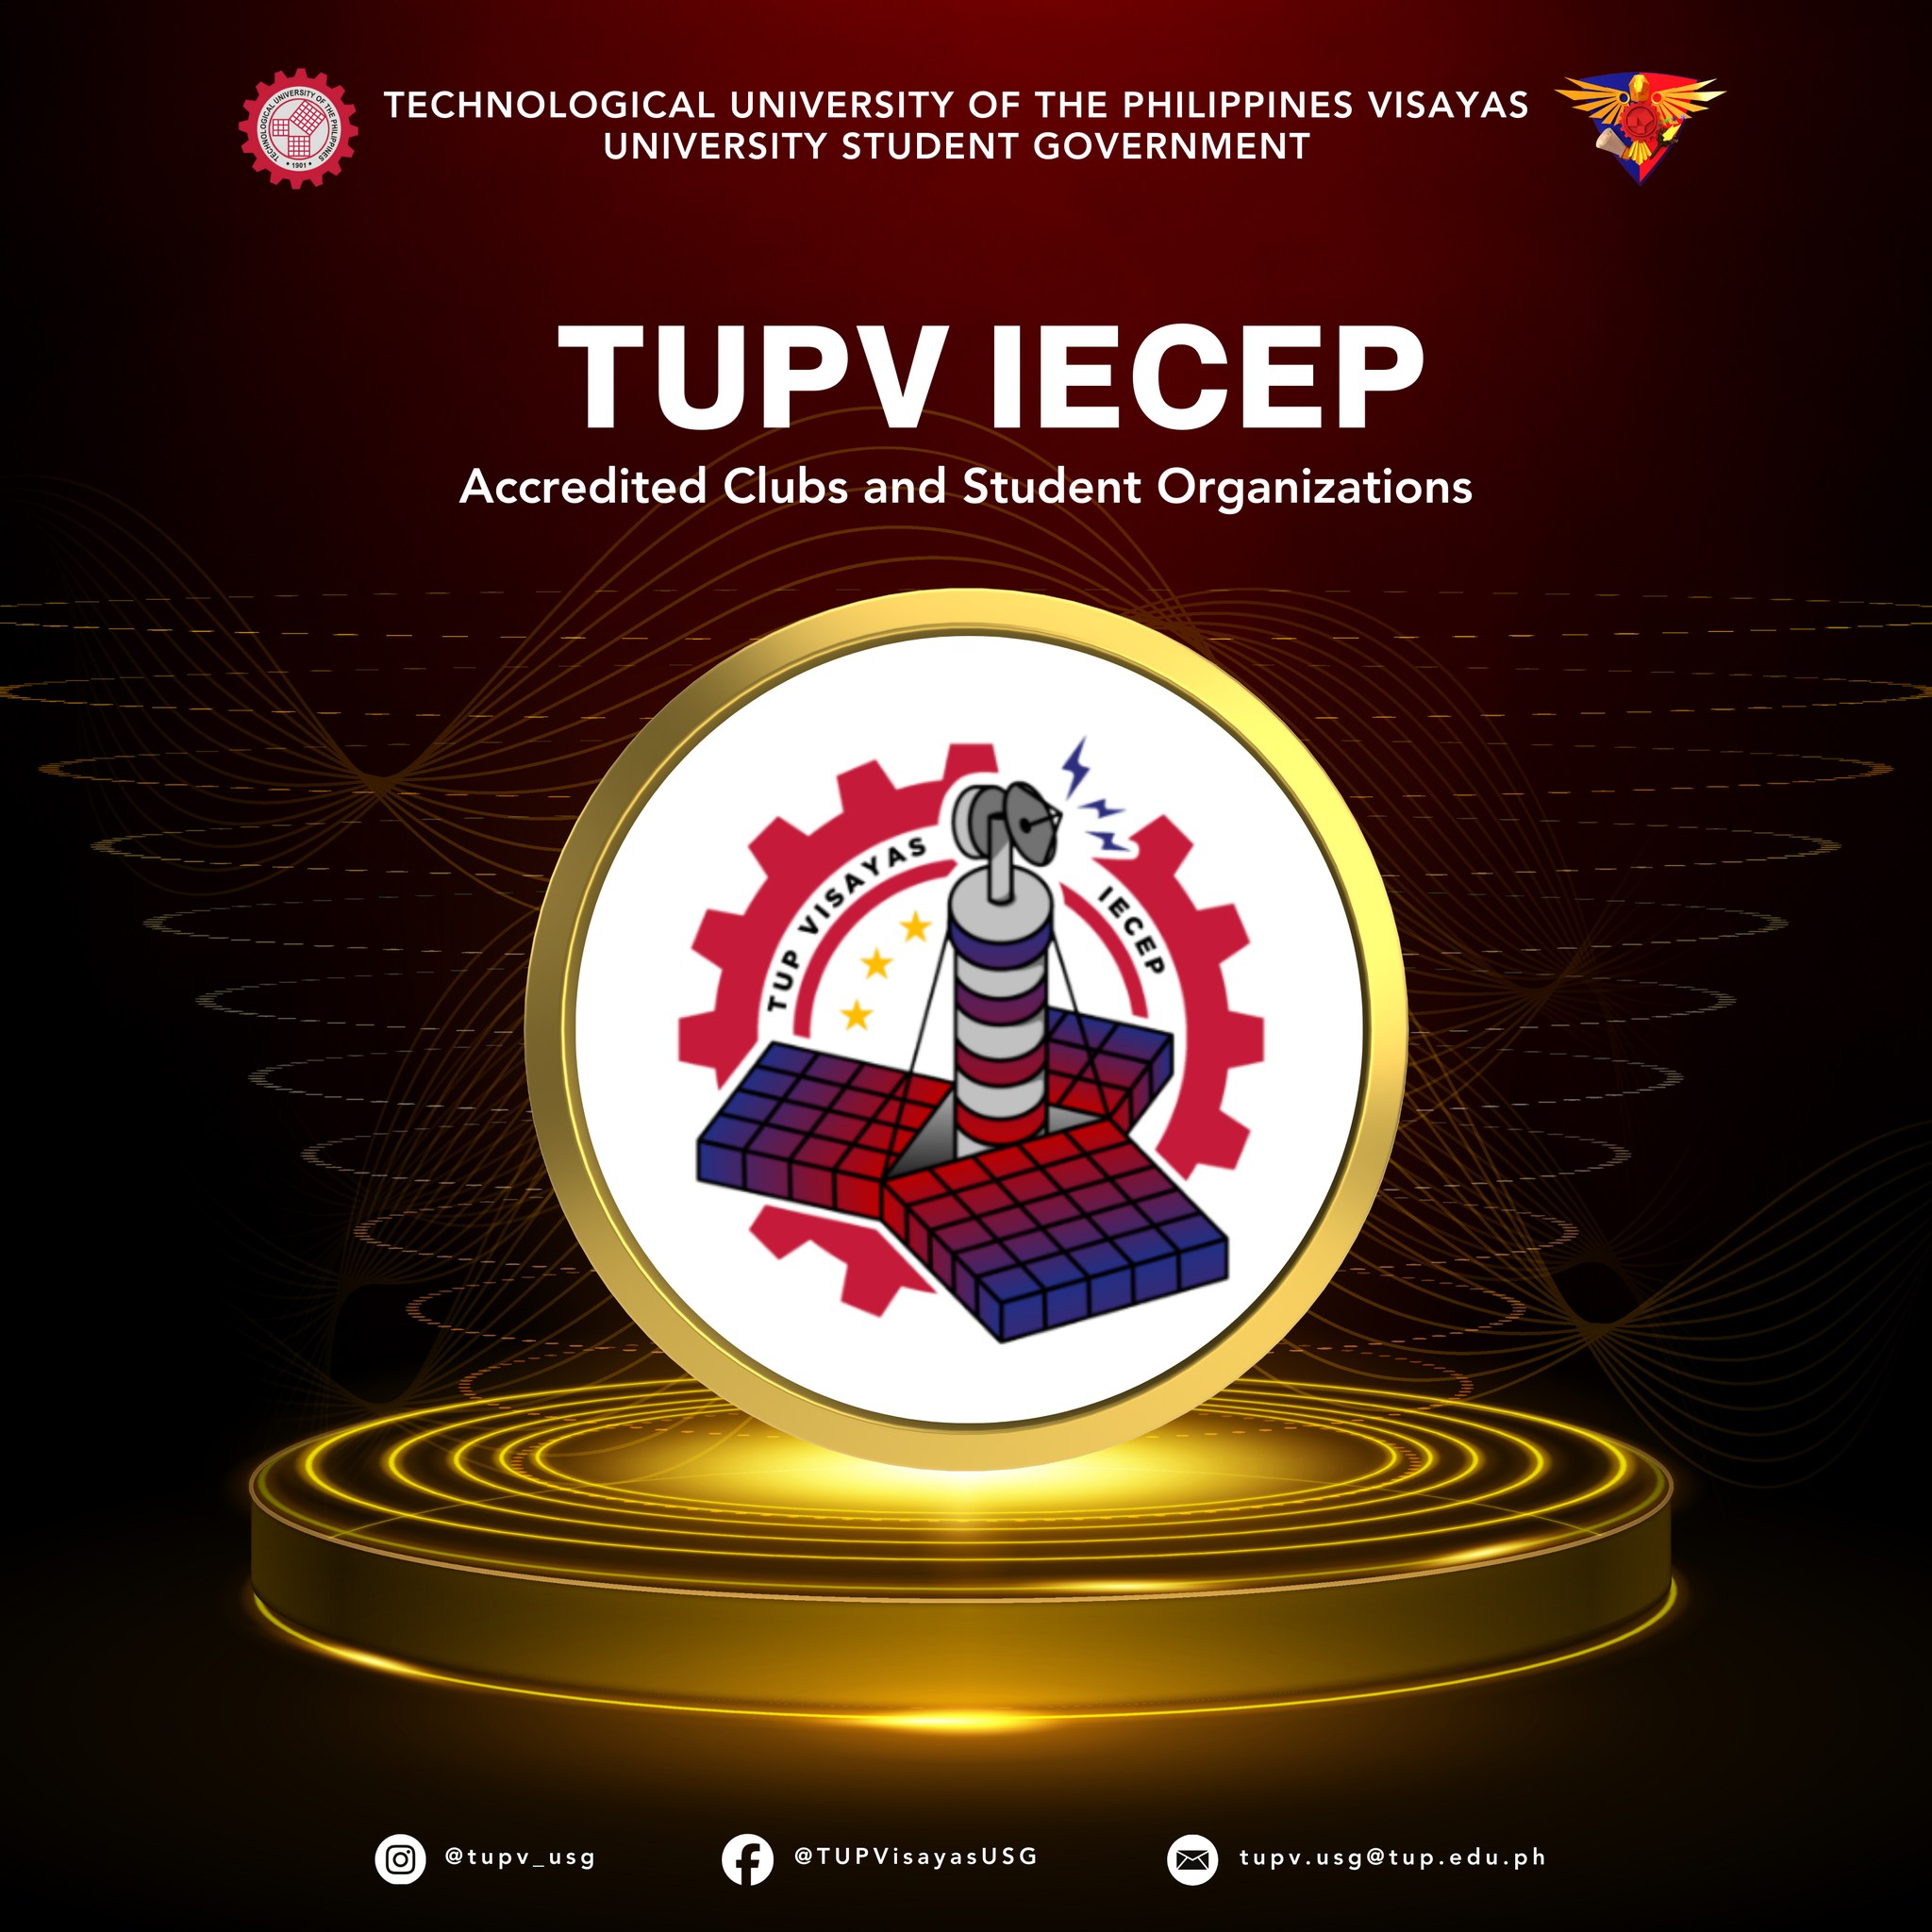 TECHNOLOGICAL UNIVERSITY OF THE PHILIPPINES VISAYAS
UNIVERSITY STUDENT GOVERNMENT
TECHNOLOGICAL UNIVERSITY OF THE PHILIPPINES
• 1901 •
TUPV IECEP
Accredited Clubs and Student Organizations
TUP VISAYAS
IECEP
@tupv_usg
@TUPVisayasUSG
tupv.usg@tup.edu.ph